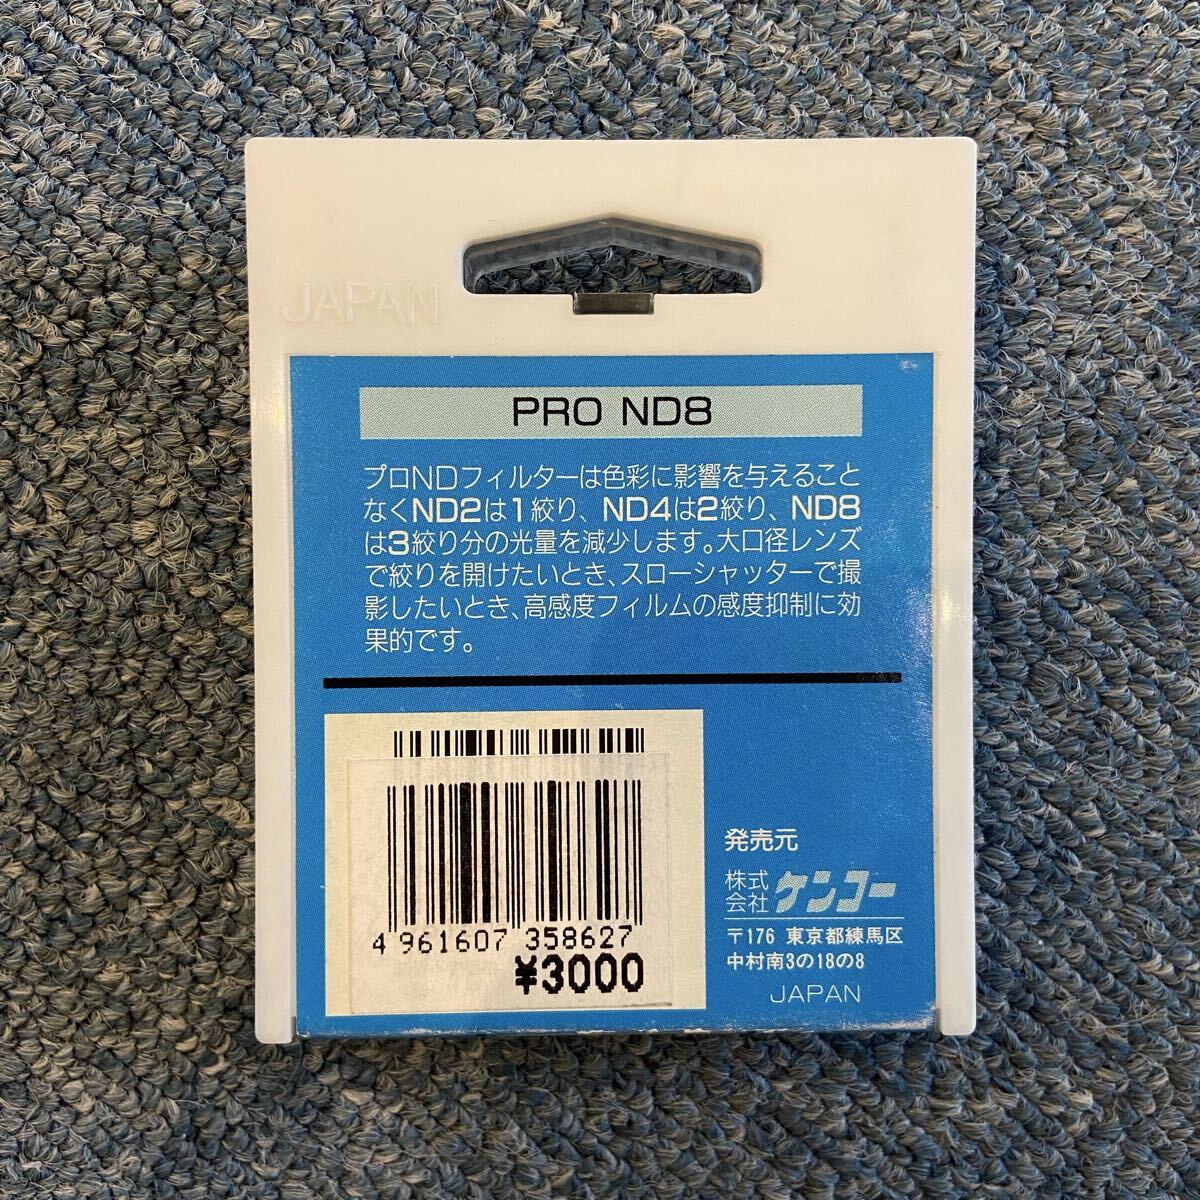 JAPAN
PRO ND8
プロNDフィルターは色彩に影響を与えること
なくND2は1絞り、ND4は2絞り、ND8
は3絞り分の光量を減少します。大口径レンズ
で絞りを開けたいとき、スローシャッターで撮
影したいとき、高感度フィルムの感度抑制に効
果的です。
4 961607 358627
¥3000
発売元
株式会社ケンコー
〒176 東京都練馬区
中村南3の18の8
JAPAN